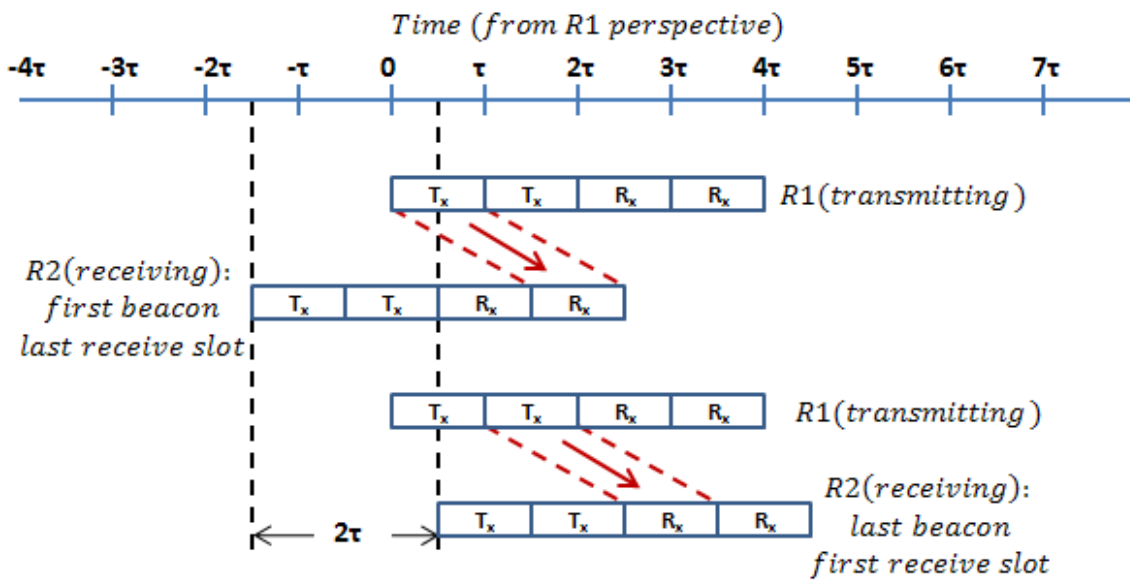 Time (from R1 perspective)
-4τ -3τ -2τ -τ 0 τ 2τ 3τ 4τ 5τ 6τ 7τ
Tx Tx Rx Rx R1(transmitting)
R2(receiving):
first beacon
last receive slot
Tx Tx Rx Rx
Tx Tx Rx Rx R1(transmitting)
R2(receiving):
last beacon
first receive slot
Tx Tx Rx Rx
2τ